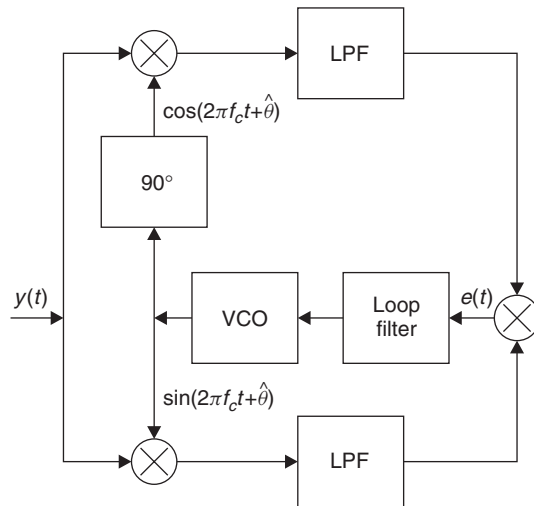 LPF
cos(2πf_ct+θ̂)
90°
y(t)
VCO
Loop
filter
e(t)
sin(2πf_ct+θ̂)
LPF